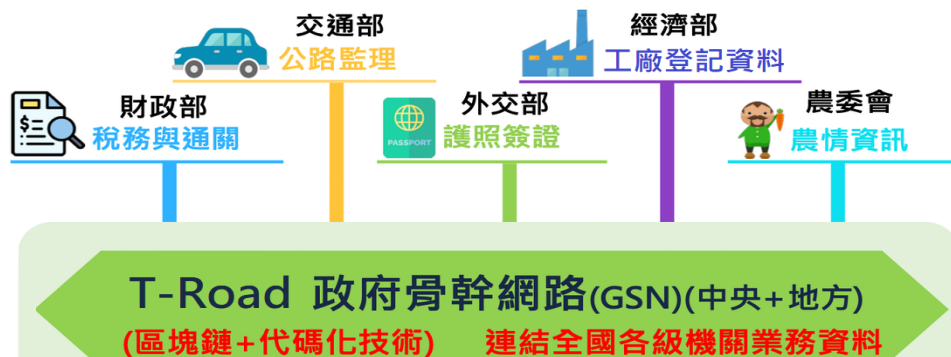 交通部
公路監理
經濟部
工廠登記資料
財政部
稅務與通關
外交部
護照簽證
PASSPORT
農委會
農情資訊
T-Road 政府骨幹網路(GSN)(中央+地方)
(區塊鏈+代碼化技術) 連結全國各級機關業務資料